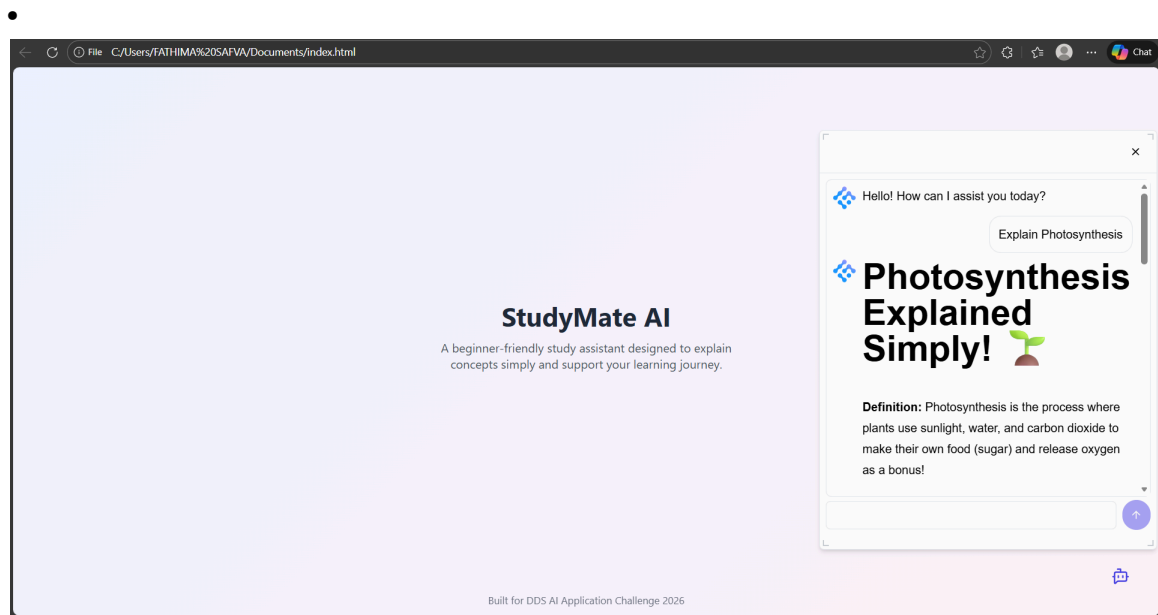 File C:/Users/FATHIMA%20SAFVA/Documents/index.html
Chat
StudyMate AI
A beginner-friendly study assistant designed to explain
concepts simply and support your learning journey.
Hello! How can I assist you today?
Explain Photosynthesis
Photosynthesis
Explained
Simply! 🌱
Definition: Photosynthesis is the process where
plants use sunlight, water, and carbon dioxide to
make their own food (sugar) and release oxygen
as a bonus!
Built for DDS AI Application Challenge 2026